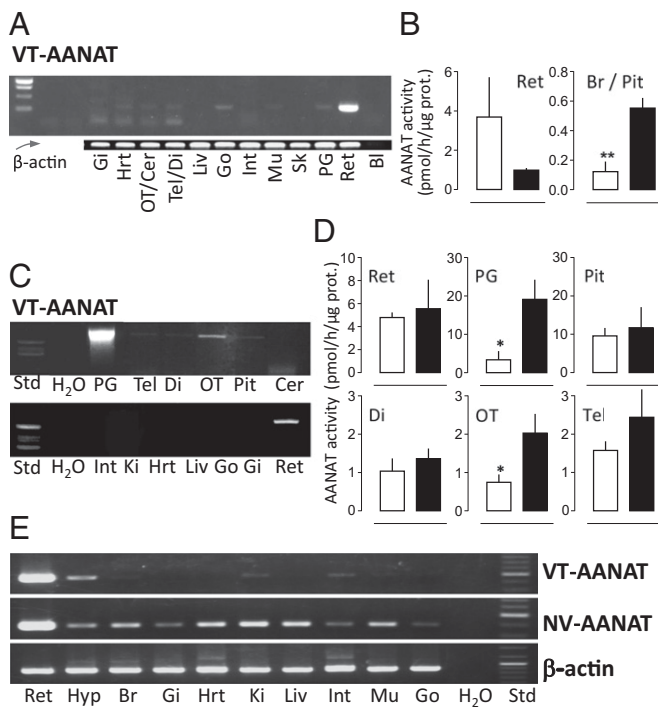 A
VT-AANAT
β-actin
Gi Hrt OT/Cer Tel/Di Liv Go Int Mu Sk PG Ret Bl
B
AANAT activity
(pmol/h/μg prot.)
6
4
2
0
Ret
0.8
0.6
0.4
0.2
0
Br / Pit
**
C
VT-AANAT
Std H₂O PG Tel Di OT Pit Cer
Std H₂O Int Ki Hrt Liv Go Gi Ret
D
AANAT activity (pmol/h/μg prot.)
10
8
6
4
2
0
Ret
30
20
10
0
PG
*
30
20
10
0
Pit
3
2
1
0
Di
3
2
1
0
OT
*
3
2
1
0
Tel
E
VT-AANAT
NV-AANAT
β-actin
Ret Hyp Br Gi Hrt Ki Liv Int Mu Go H₂O Std